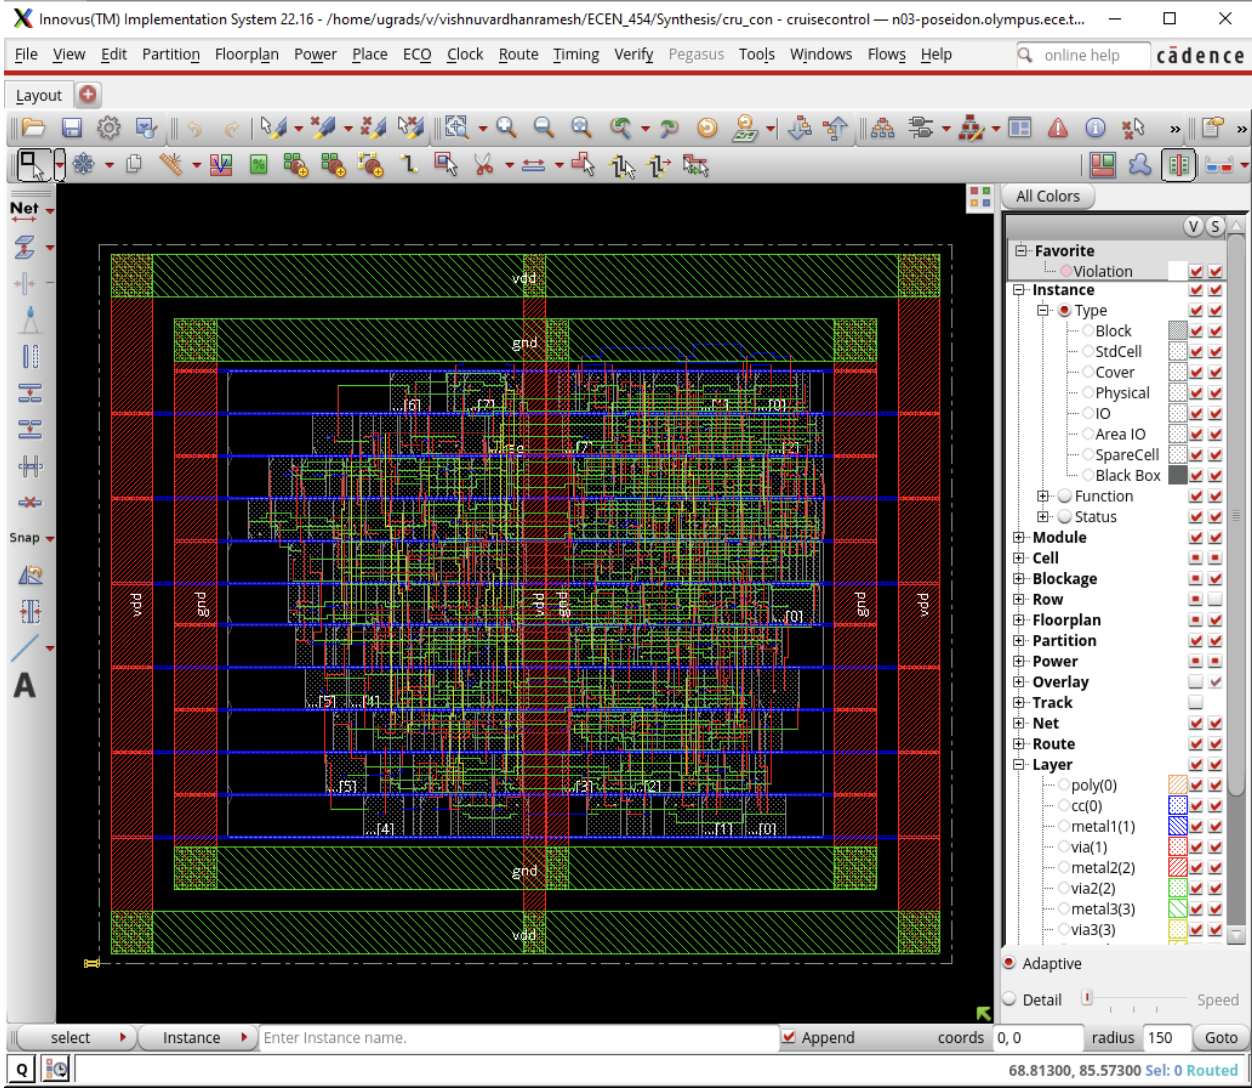 Innovus(TM) Implementation System 22.16 - /home/ugrads/v/vishnuvardhanramesh/ECEN_454/Synthesis/cru_con - cruisecontrol — n03-poseidon.olympus.ece.t...
File View Edit Partition Floorplan Power Place ECO Clock Route Timing Verify Pegasus Tools Windows Flows Help online help cādence
Layout
Net
Snap
A
All Colors
V S
Favorite
Violation
Instance
Type
Block
StdCell
Cover
Physical
IO
Area IO
SpareCell
Black Box
Function
Status
Module
Cell
Blockage
Row
Floorplan
Partition
Power
Overlay
Track
Net
Route
Layer
poly(0)
cc(0)
metal1(1)
via(1)
metal2(2)
via2(2)
metal3(3)
via3(3)
Adaptive
Detail Speed
vdd
gnd
...[6] ...[7] ...[0]
...[7] ...[2]
vdd gnd vdd gnd gnd vdd
...[0]
...[5] ...[4]
...[5] ...[3] ...[2]
...[4] ...[1] ...[0]
gnd
vdd
select Instance Enter Instance name. Append coords 0, 0 radius 150 Goto
Q 68.81300, 85.57300 Sel: 0 Routed